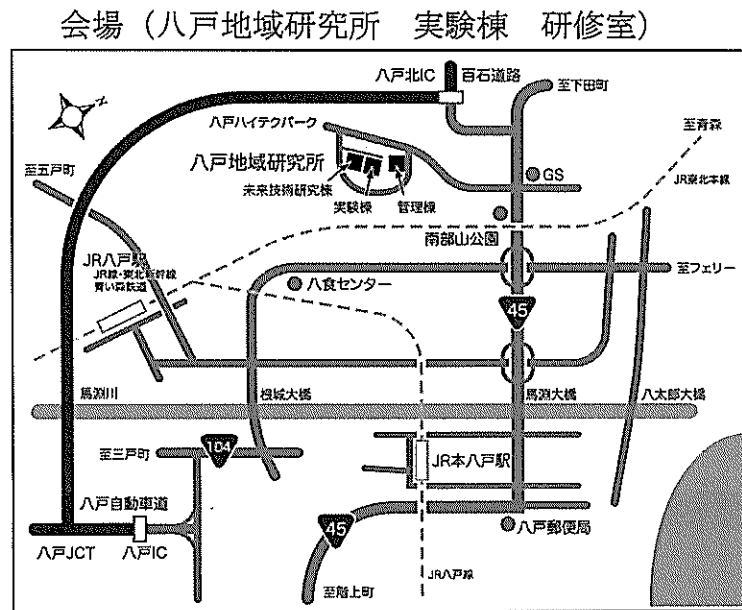 会場（八戸地域研究所　実験棟　研修室）
八戸北IC
百石道路
至下田町
N
八戸ハイテクパーク
至青森
至五戸町
八戸地域研究所
GS
JR東北本線
未来技術研究棟
実験棟
管理棟
南部山公園
JR八戸駅
JR線・東北新幹線
青い森鉄道
八食センター
至フェリー
45
馬淵川
根城大橋
馬淵大橋
八太郎大橋
104
至三戸町
JR本八戸駅
八戸自動車道
45
八戸郵便局
八戸JCT
八戸IC
JR八戸線
至階上町